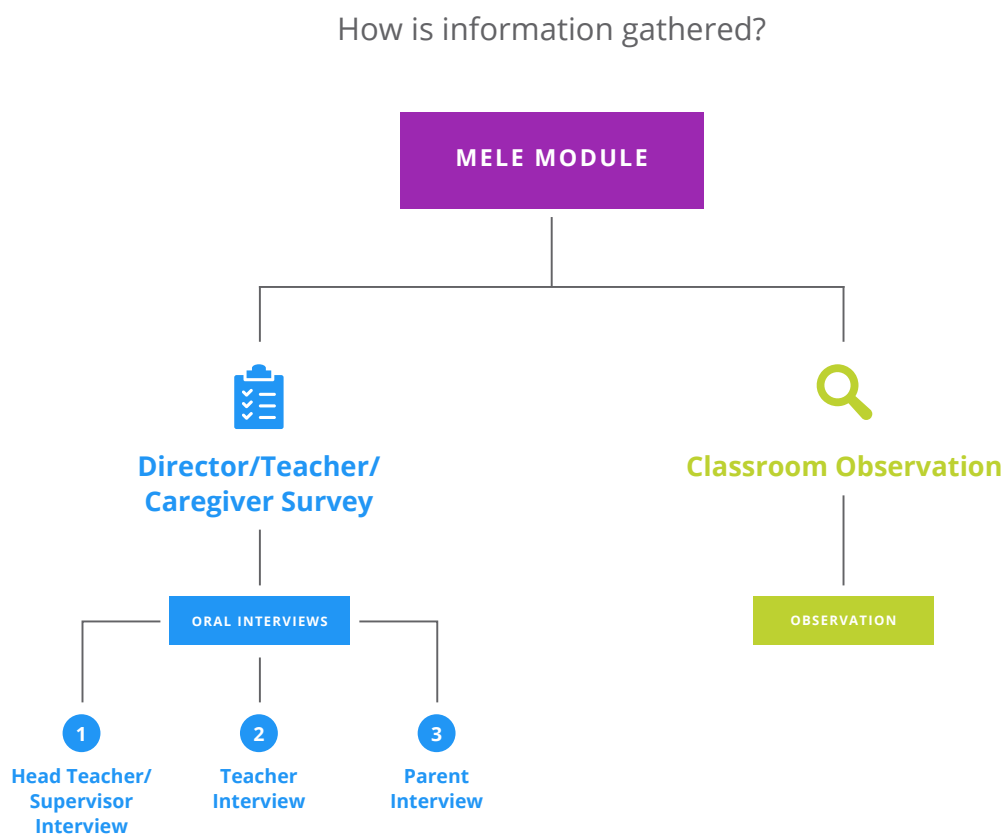 How is information gathered?
MELE MODULE
Director/Teacher/
Caregiver Survey
Classroom Observation
ORAL INTERVIEWS
OBSERVATION
1
2
3
Head Teacher/
Supervisor
Interview
Teacher
Interview
Parent
Interview